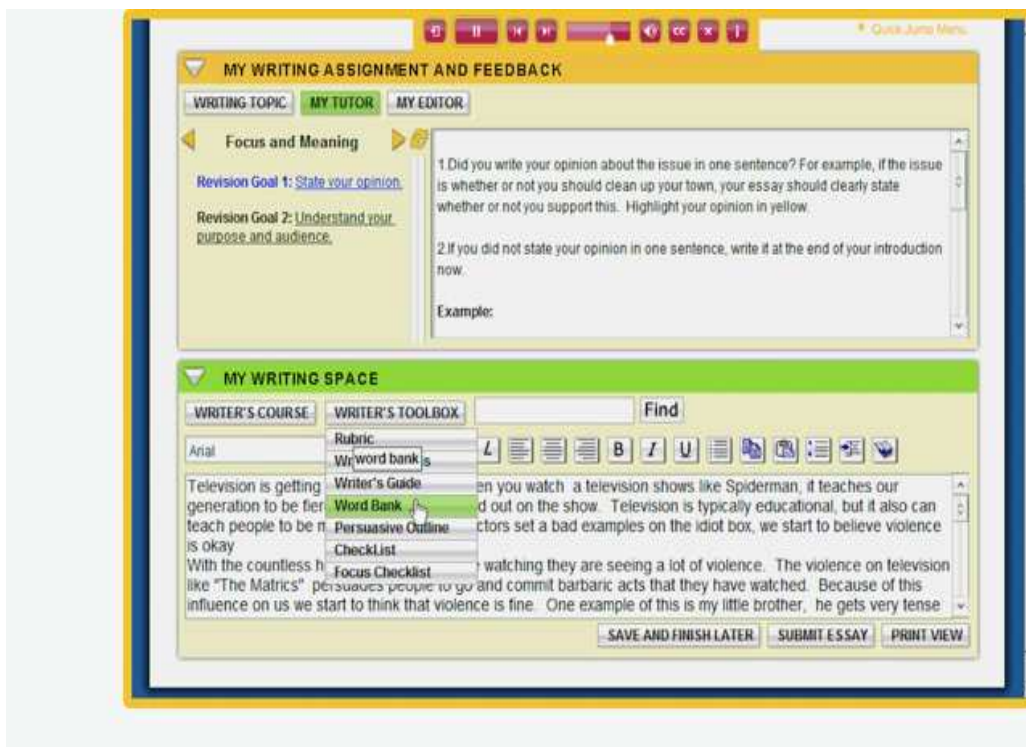 cc x i
Quick Jump Menu
MY WRITING ASSIGNMENT AND FEEDBACK
WRITING TOPIC MY TUTOR MY EDITOR
Focus and Meaning
Revision Goal 1: State your opinion.
Revision Goal 2: Understand your
purpose and audience.
1.Did you write your opinion about the issue in one sentence? For example, if the issue
is whether or not you should clean up your town, your essay should clearly state
whether or not you support this. Highlight your opinion in yellow.
2.If you did not state your opinion in one sentence, write it at the end of your introduction
now.
Example:
MY WRITING SPACE
WRITER'S COURSE WRITER'S TOOLBOX Find
Arial B I U
Rubric
word bank
Writer's Guide
Word Bank
Persuasive Outline
CheckList
Focus Checklist
Television is getting en you watch a television shows like Spiderman, it teaches our
generation to be fier d out on the show. Television is typically educational, but it also can
teach people to be m ctors set a bad examples on the idiot box, we start to believe violence
is okay
With the countless h watching they are seeing a lot of violence. The violence on television
like "The Matrics" persuades people to go and commit barbaric acts that they have watched. Because of this
influence on us we start to think that violence is fine. One example of this is my little brother, he gets very tense
SAVE AND FINISH LATER SUBMIT ESSAY PRINT VIEW